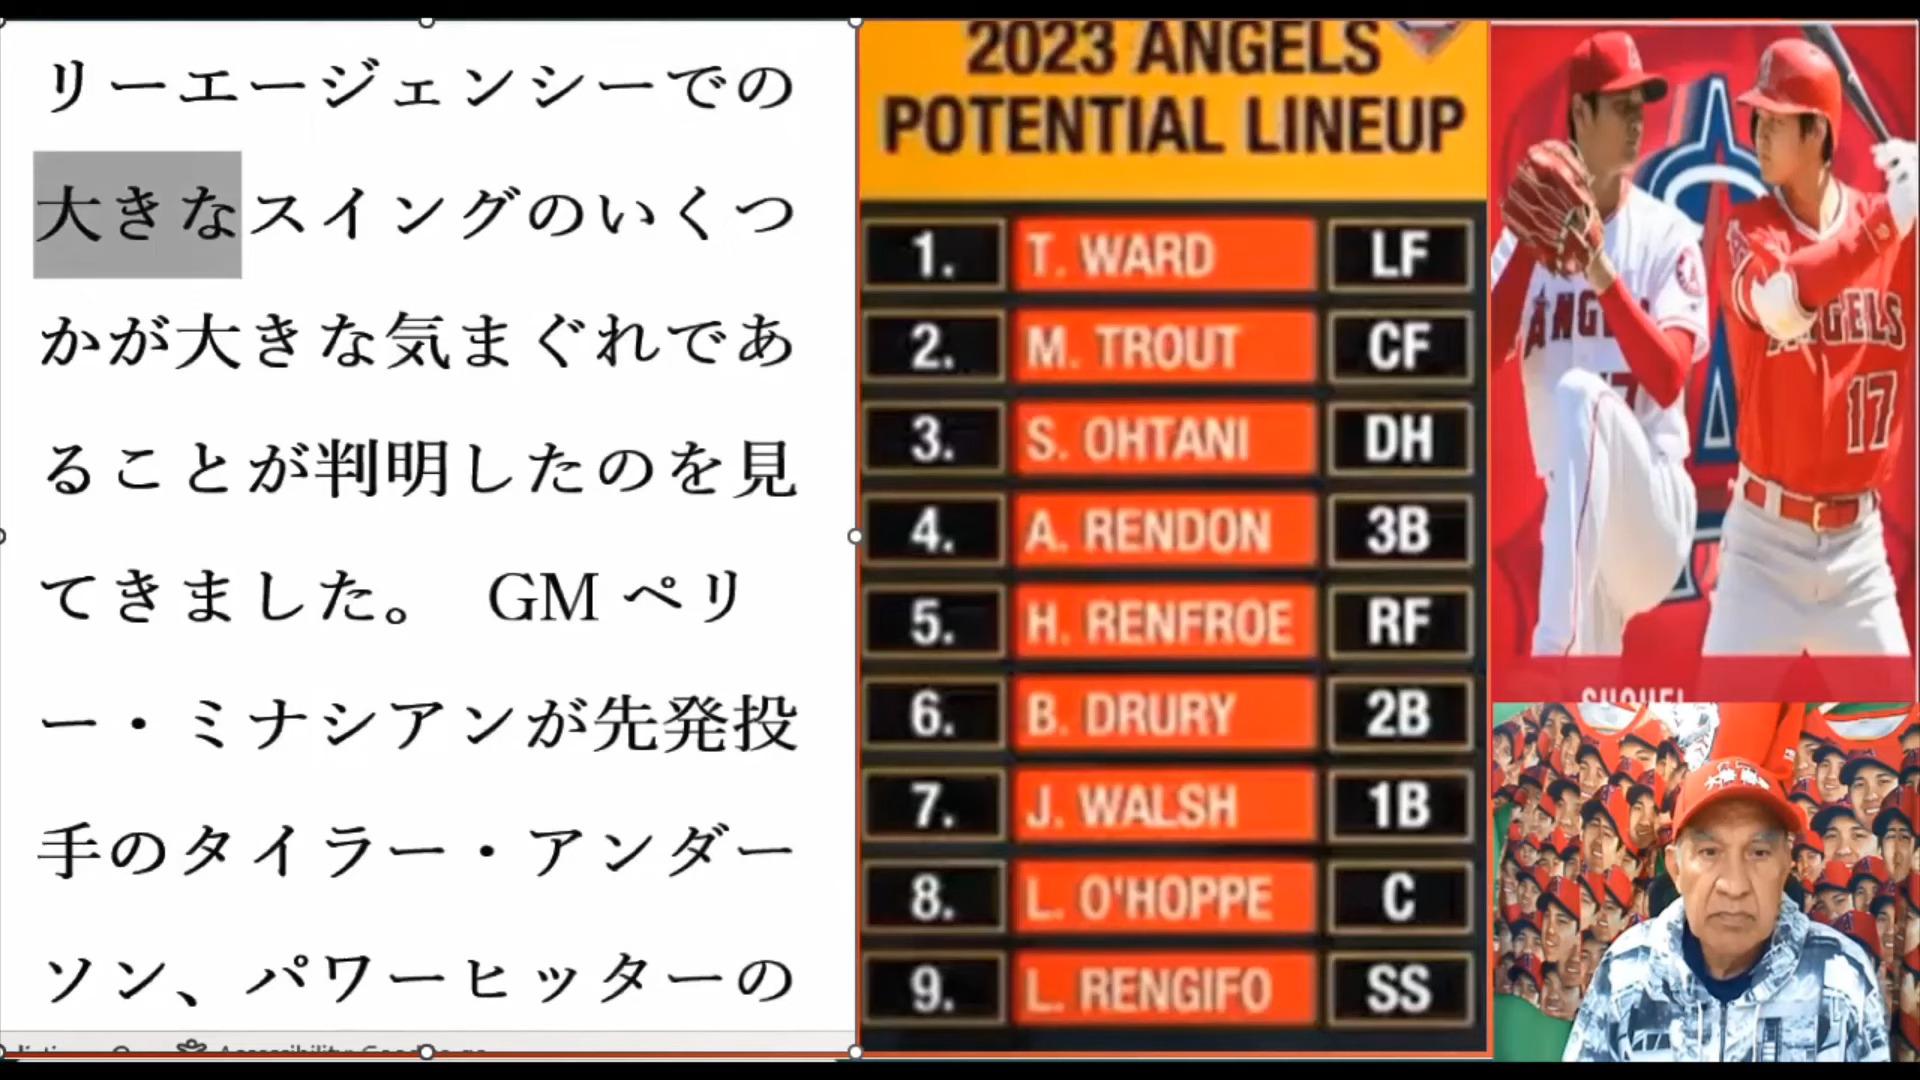 リーエージェンシーでの
大きなスイングのいくつ
かが大きな気まぐれであ
ることが判明したのを見
てきました。 GM ペリ
ー・ミナシアンが先発投
手のタイラー・アンダー
ソン、パワーヒッターの
2023 ANGELS
POTENTIAL LINEUP
1. T. WARD LF
2. M. TROUT CF
3. S. OHTANI DH
4. A. RENDON 3B
5. H. RENFROE RF
6. B. DRURY 2B
7. J. WALSH 1B
8. L. O'HOPPE C
9. L. RENGIFO SS
ANGELS
17